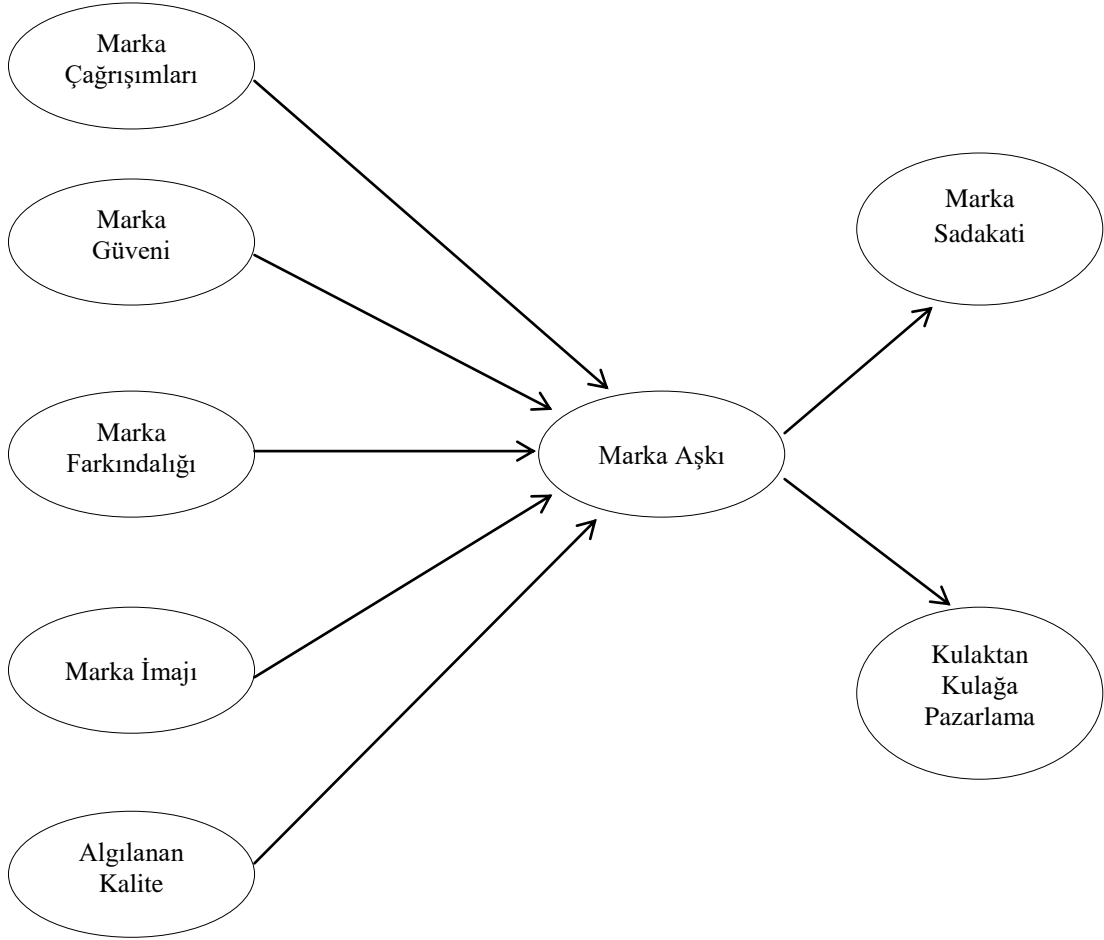 Marka
Çağrışımları
Marka
Güveni
Marka
Farkındalığı
Marka İmajı
Algılanan
Kalite
Marka Aşkı
Marka
Sadakati
Kulaktan
Kulağa
Pazarlama